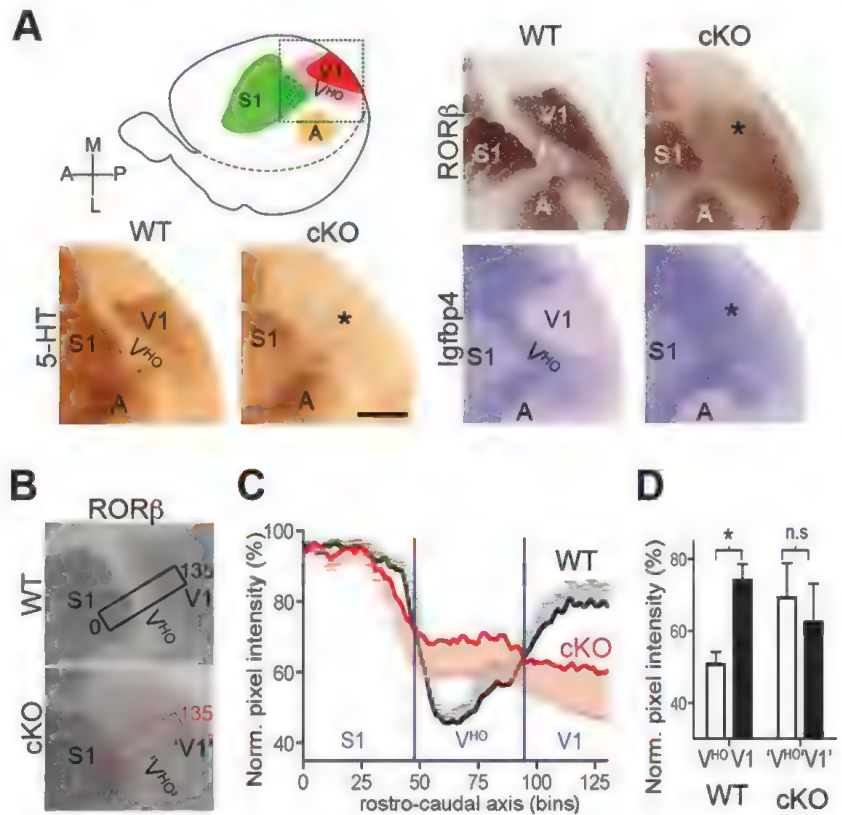 A
S1
V1
VHO
A
M
A P
L
WT cKO
RORβ
V1
S1
A
*
S1
A
WT cKO
5-HT
V1
S1
VHO
A
*
S1
A
Igfbp4
V1
VHO
S1
A
*
S1
A
B
RORβ
WT
135
S1
V1
0
VHO
cKO
135
S1
'V1'
'VHO'
C
Norm. pixel intensity (%)
100
80
60
40
WT
cKO
S1 VHO V1
0 50 100
rostro-caudal axis (bins)
D
Norm. pixel intensity (%)
80
60
40
* n.s
VHO V1 'VHO' 'V1'
WT cKO